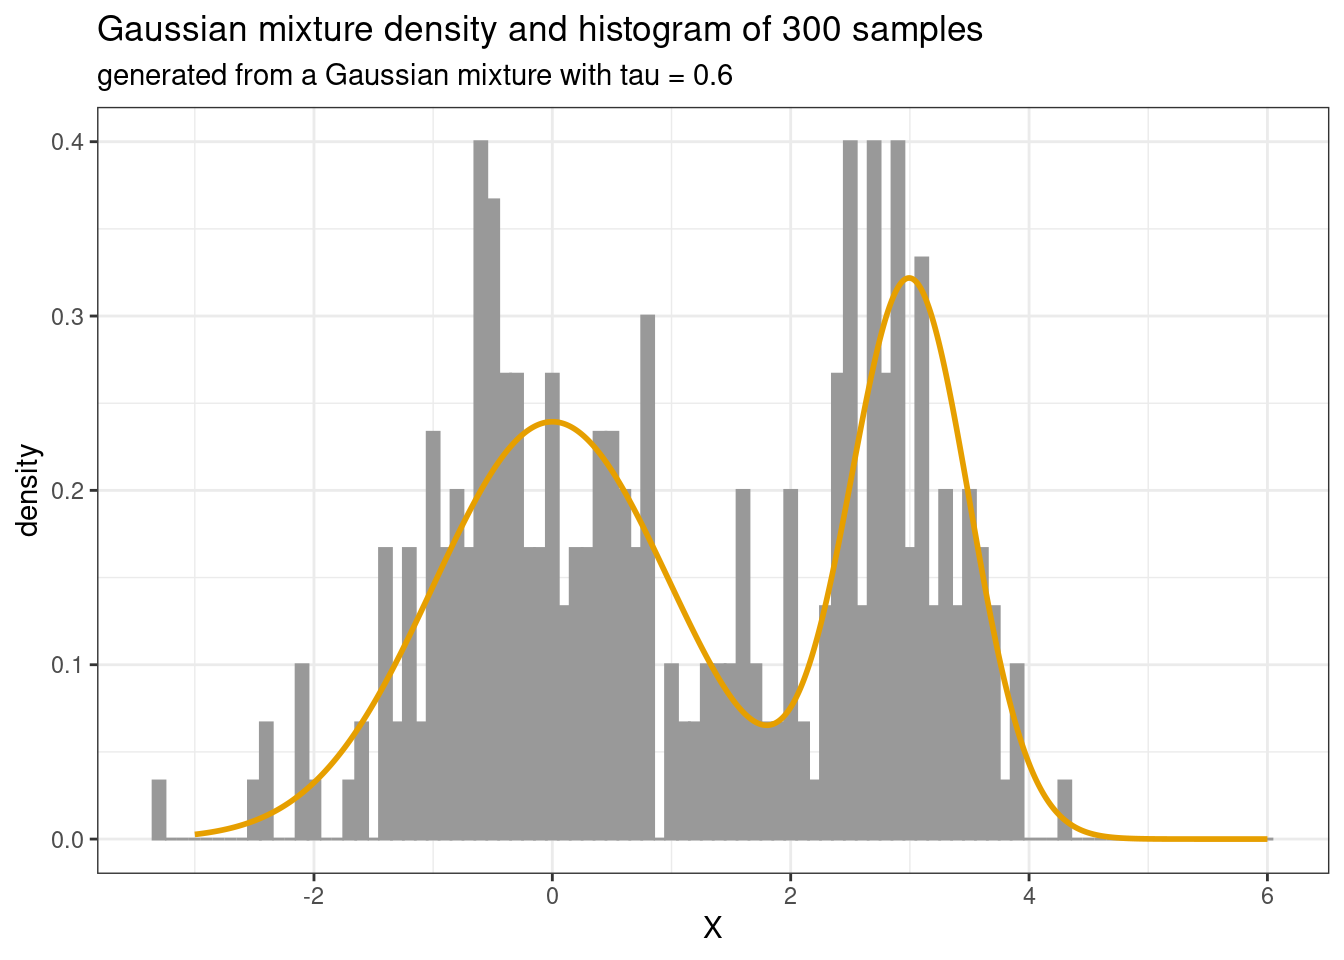 Gaussian mixture density and histogram of 300 samples
generated from a Gaussian mixture with tau = 0.6
0.4
0.3
0.2
0.1
0.0
density
-2 0 2 4 6
X